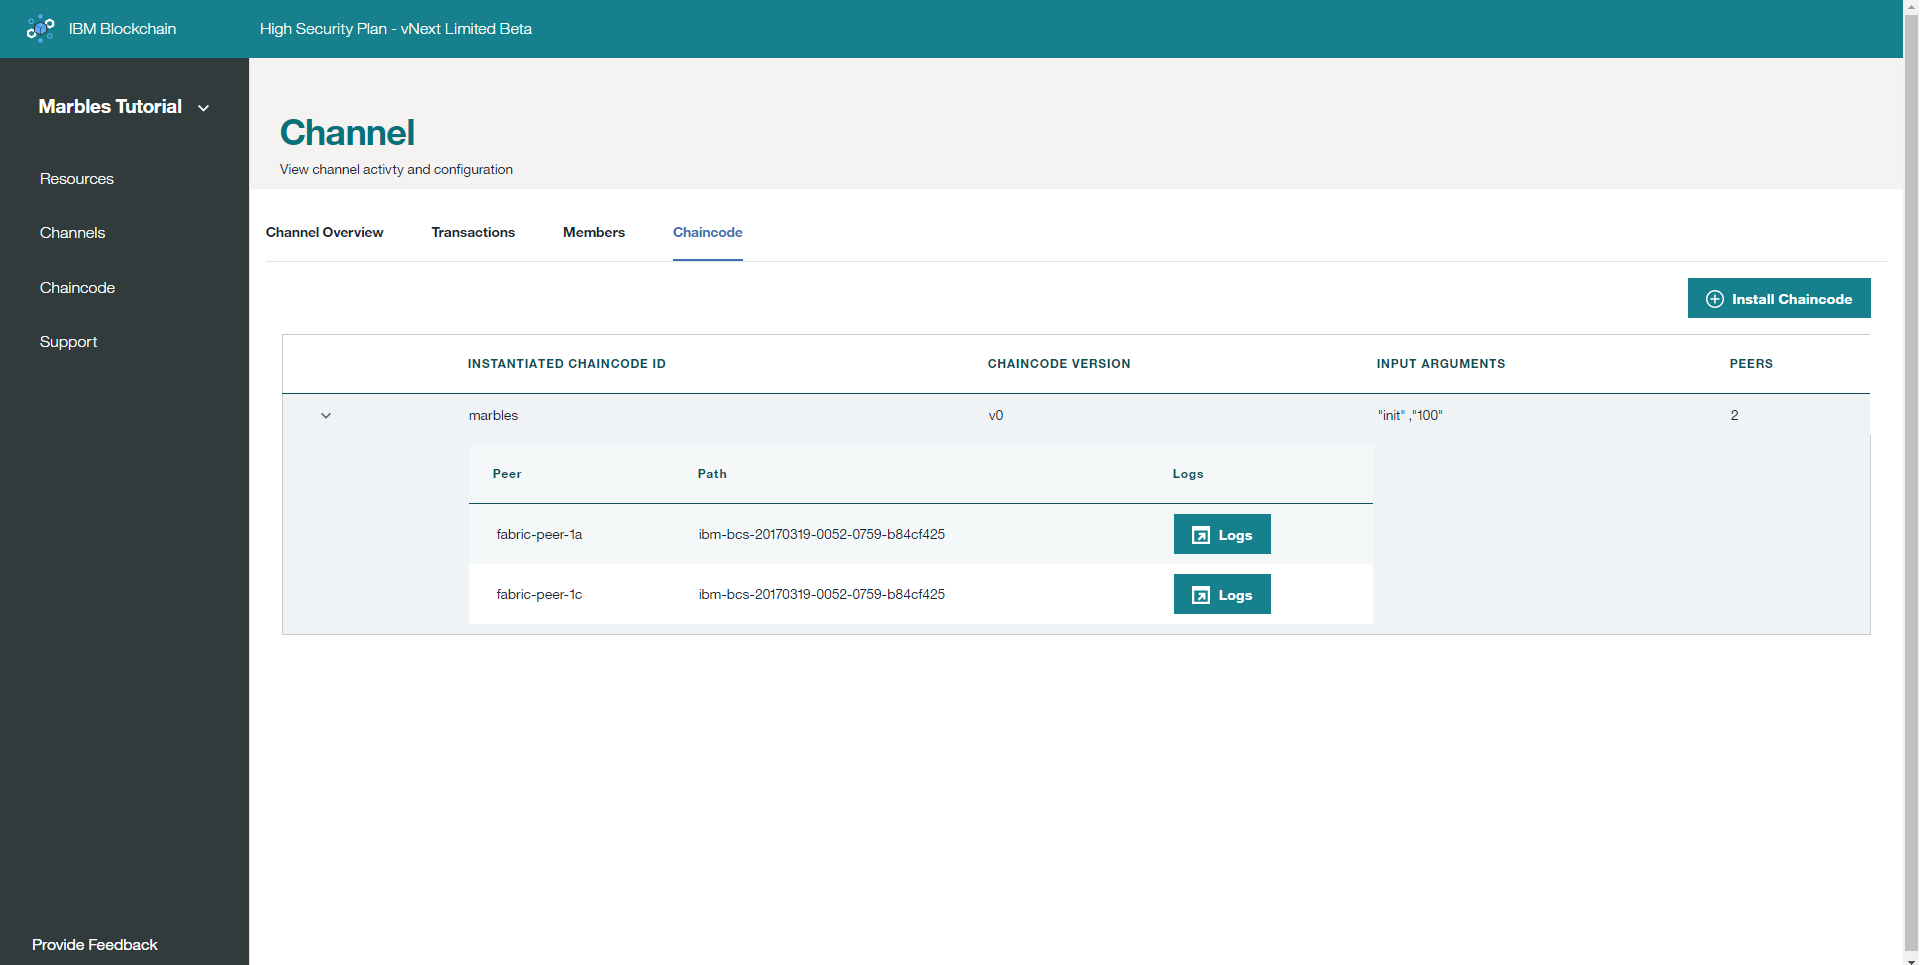 IBM Blockchain
High Security Plan - vNext Limited Beta
Marbles Tutorial
Resources
Channels
Chaincode
Support
Provide Feedback
Channel
View channel activty and configuration
Channel Overview Transactions Members Chaincode
Install Chaincode
INSTANTIATED CHAINCODE ID CHAINCODE VERSION INPUT ARGUMENTS PEERS
marbles v0 "init" ,"100" 2
Peer Path Logs
fabric-peer-1a ibm-bcs-20170319-0052-0759-b84cf425 Logs
fabric-peer-1c ibm-bcs-20170319-0052-0759-b84cf425 Logs